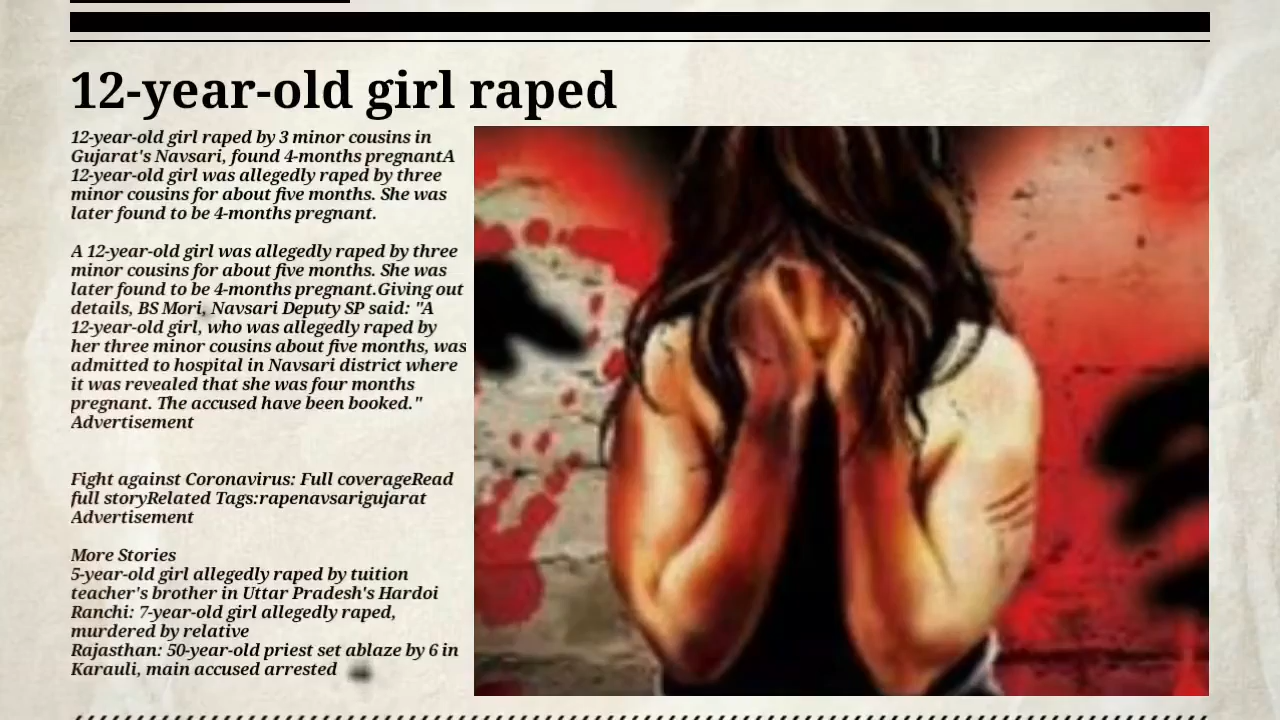 12-year-old girl raped
12-year-old girl raped by 3 minor cousins in
Gujarat's Navsari, found 4-months pregnantA
12-year-old girl was allegedly raped by three
minor cousins for about five months. She was
later found to be 4-months pregnant.
A 12-year-old girl was allegedly raped by three
minor cousins for about five months. She was
later found to be 4-months pregnant.Giving out
details, BS Mori, Navsari Deputy SP said: "A
12-year-old girl, who was allegedly raped by
her three minor cousins about five months, was
admitted to hospital in Navsari district where
it was revealed that she was four months
pregnant. The accused have been booked."
Advertisement
Fight against Coronavirus: Full coverageRead
full storyRelated Tags:rapenavsarigujarat
Advertisement
More Stories
5-year-old girl allegedly raped by tuition
teacher's brother in Uttar Pradesh's Hardoi
Ranchi: 7-year-old girl allegedly raped,
murdered by relative
Rajasthan: 50-year-old priest set ablaze by 6 in
Karauli, main accused arrested